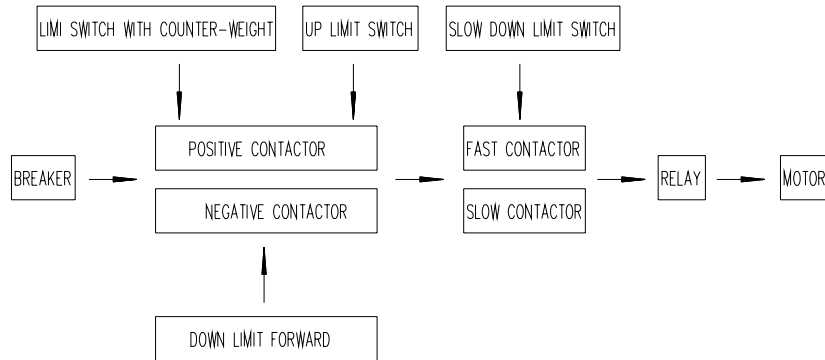 LIMI SWITCH WITH COUNTER-WEIGHT
UP LIMIT SWITCH
SLOW DOWN LIMIT SWITCH
BREAKER
POSITIVE CONTACTOR
NEGATIVE CONTACTOR
FAST CONTACTOR
SLOW CONTACTOR
RELAY
MOTOR
DOWN LIMIT FORWARD